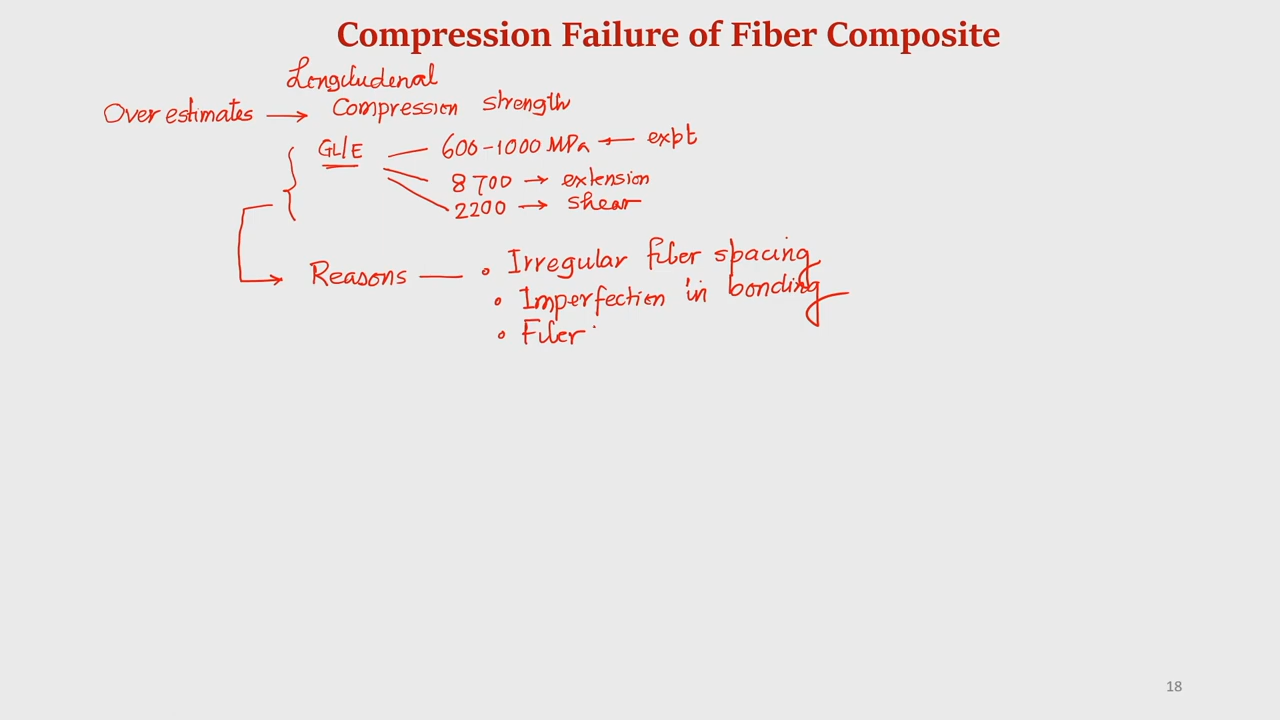 Compression Failure of Fiber Composite
Longitudenal
Over estimates → Compression strength
GL/E — 600-1000 MPa ← expt
8700 → extension
2200 → shear
Reasons — • Irregular fiber spacing
• Imperfection in bonding
• Fiber
18